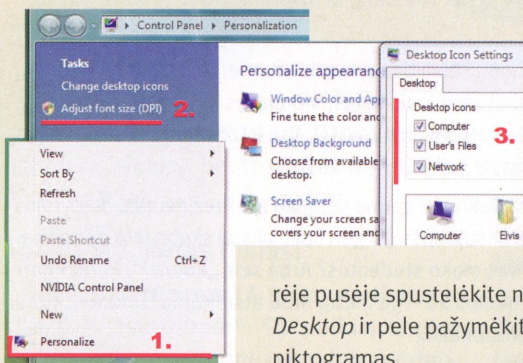 Control Panel ▸ Personalization
Tasks
Change desktop icons
Adjust font size (DPI) 2.
Personalize appearanc
Window Color and Ap
Fine tune the color and
Desktop Background
Choose from available
desktop.
Screen Saver
Change your screen sa
covers your screen and
Desktop Icon Settings
Desktop
Desktop icons
Computer
User's Files
Network
3.
Computer Elvis
View
Sort By
Refresh
Paste
Paste Shortcut
Undo Rename Ctrl+Z
NVIDIA Control Panel
New
Personalize 1.
rėje pusėje spustelėkite n
Desktop ir pele pažymėkit
piktogramas